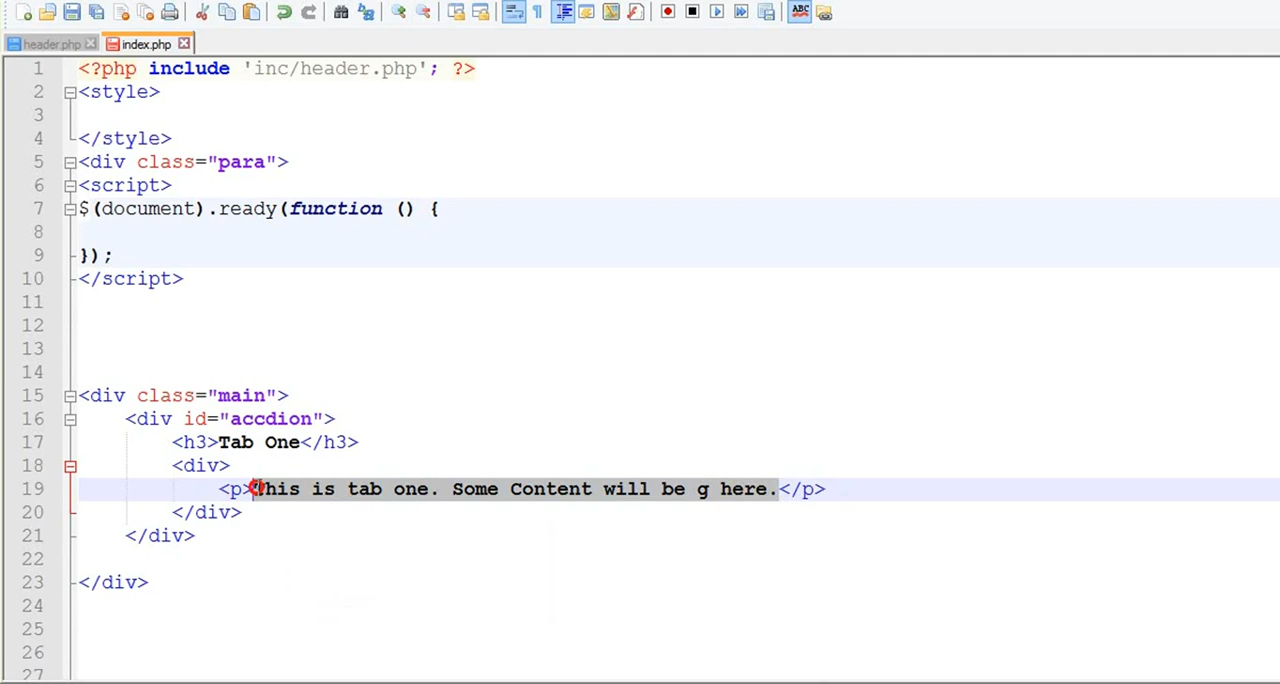 ABC
header.php
index.php
1 <?php include 'inc/header.php'; ?>
2 <style>
3
4 </style>
5 <div class="para">
6 <script>
7 $(document).ready(function () {
8
9 });
10 </script>
11
12
13
14
15 <div class="main">
16 <div id="accdion">
17 <h3>Tab One</h3>
18 <div>
19 <p>This is tab one. Some Content will be g here.</p>
20 </div>
21 </div>
22
23 </div>
24
25
26
27